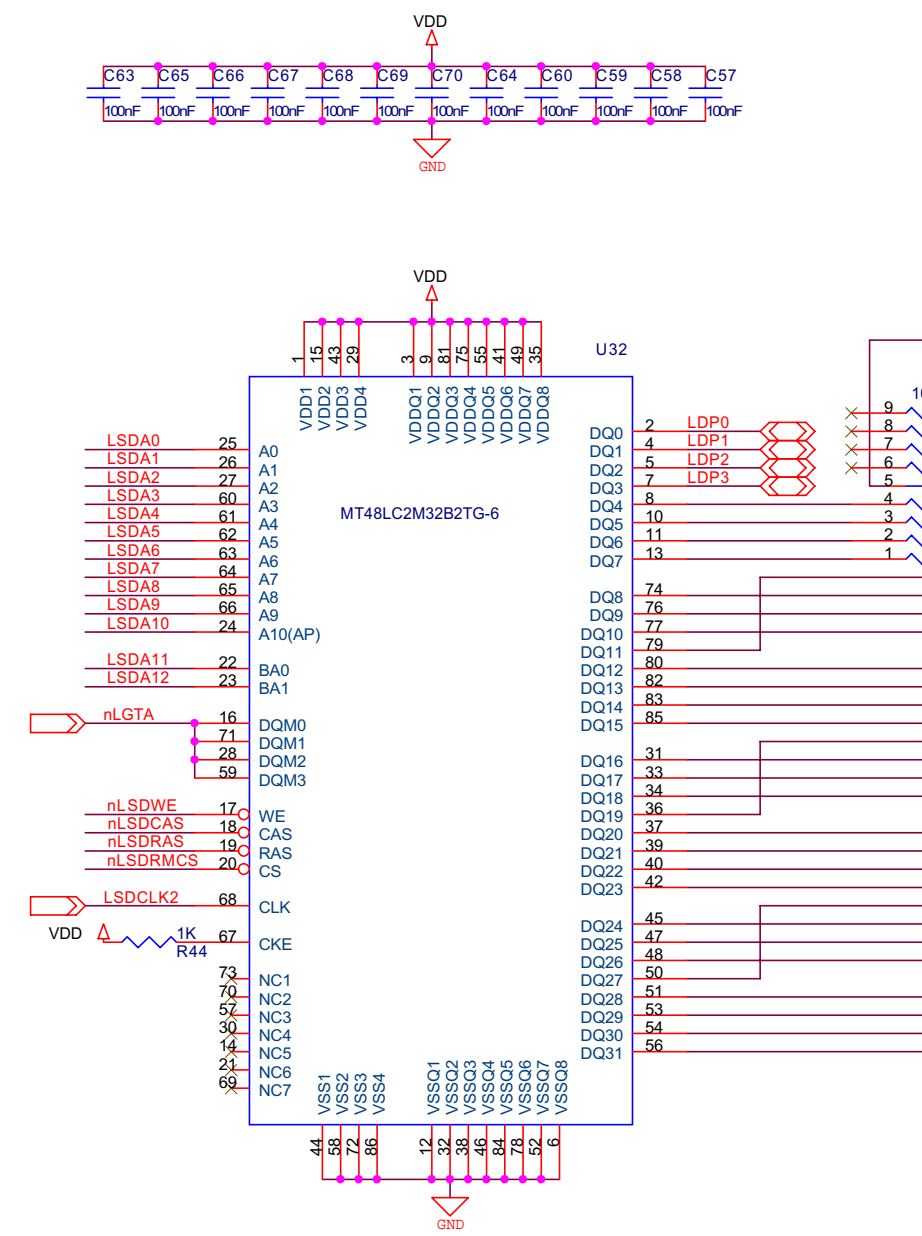 VDD
C63 C65 C66 C67 C68 C69 C70 C64 C60 C59 C58 C57
100nF 100nF 100nF 100nF 100nF 100nF 100nF 100nF 100nF 100nF 100nF 100nF
GND
VDD
U32
1 15 43 29 3 9 81 75 55 41 49 35
VDD1 VDD2 VDD3 VDD4 VDDQ1 VDDQ2 VDDQ3 VDDQ4 VDDQ5 VDDQ6 VDDQ7 VDDQ8
MT48LC2M32B2TG-6
LSDA0 25 A0
LSDA1 26 A1
LSDA2 27 A2
LSDA3 60 A3
LSDA4 61 A4
LSDA5 62 A5
LSDA6 63 A6
LSDA7 64 A7
LSDA8 65 A8
LSDA9 66 A9
LSDA10 24 A10(AP)
LSDA11 22 BA0
LSDA12 23 BA1
nLGTA 16 DQM0
71 DQM1
28 DQM2
59 DQM3
nLSDWE 17 WE
nLSDCAS 18 CAS
nLSDRAS 19 RAS
nLSDRMCS 20 CS
LSDCLK2 68 CLK
VDD 1K R44 67 CKE
73 NC1
70 NC2
57 NC3
30 NC4
14 NC5
21 NC6
69 NC7
DQ0 2 LDP0
DQ1 4 LDP1
DQ2 5 LDP2
DQ3 7 LDP3
DQ4 8
DQ5 10
DQ6 11
DQ7 13
DQ8 74
DQ9 76
DQ10 77
DQ11 79
DQ12 80
DQ13 82
DQ14 83
DQ15 85
DQ16 31
DQ17 33
DQ18 34
DQ19 36
DQ20 37
DQ21 39
DQ22 40
DQ23 42
DQ24 45
DQ25 47
DQ26 48
DQ27 50
DQ28 51
DQ29 53
DQ30 54
DQ31 56
9
8
7
6
5
4
3
2
1
VSS1 VSS2 VSS3 VSS4 VSSQ1 VSSQ2 VSSQ3 VSSQ4 VSSQ5 VSSQ6 VSSQ7 VSSQ8
44 58 72 86 12 32 38 46 84 78 52 6
GND